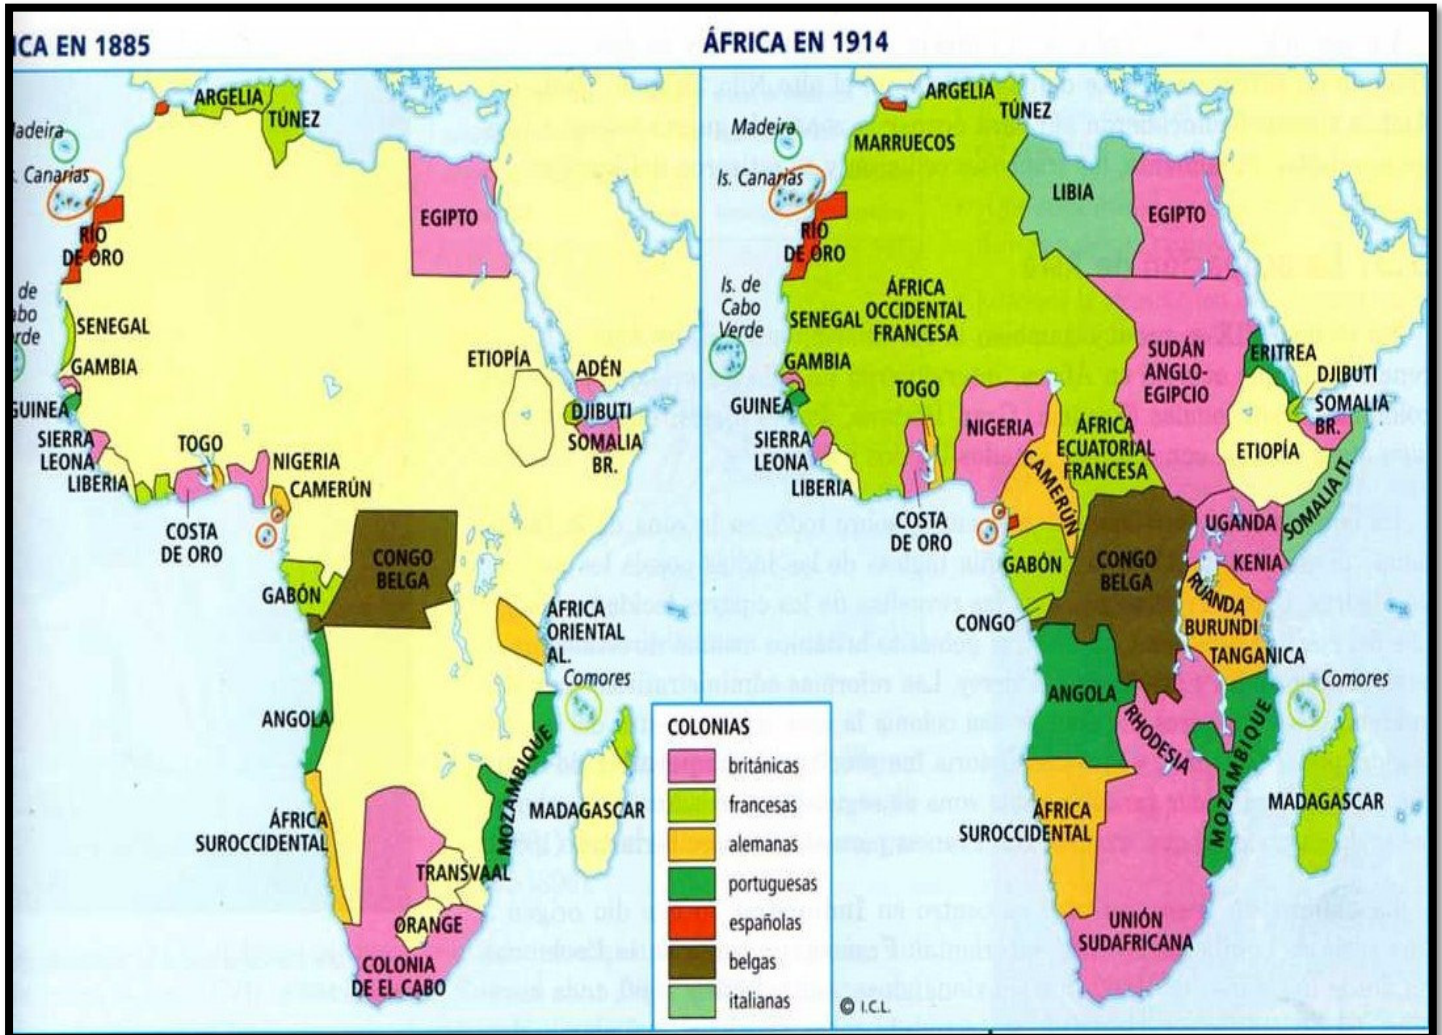 ICA EN 1885
ARGELIA
TÚNEZ
Madeira
s. Canarias
RÍO
DE ORO
EGIPTO
de
abo
rde
SENEGAL
GAMBIA
GUINEA
SIERRA
LEONA
LIBERIA
TOGO
NIGERIA
CAMERÚN
COSTA
DE ORO
ETIOPÍA
ADÉN
DJIBUTI
SOMALIA
BR.
CONGO
BELGA
GABÓN
ÁFRICA
ORIENTAL
AL.
Comores
ANGOLA
MOZAMBIQUE
MADAGASCAR
ÁFRICA
SUROCCIDENTAL
TRANSVAAL
ORANGE
COLONIA
DE EL CABO
COLONIAS
británicas
francesas
alemanas
portuguesas
españolas
belgas
italianas
ÁFRICA EN 1914
ARGELIA
TÚNEZ
Madeira
MARRUECOS
Is. Canarias
LIBIA
EGIPTO
RÍO
DE ORO
Is. de
Cabo
Verde
ÁFRICA
OCCIDENTAL
FRANCESA
SENEGAL
GAMBIA
GUINEA
SIERRA
LEONA
LIBERIA
TOGO
NIGERIA
COSTA
DE ORO
CAMERÚN
ÁFRICA
ECUATORIAL
FRANCESA
SUDÁN
ANGLO-
EGIPCIO
ERITREA
DJIBUTI
SOMALIA
BR.
ETIOPÍA
SOMALIA IT.
UGANDA
KENIA
GABÓN
CONGO
BELGA
CONGO
RUANDA
BURUNDI
TANGANICA
Comores
ANGOLA
RHODESIA
MOZAMBIQUE
MADAGASCAR
ÁFRICA
SUROCCIDENTAL
UNIÓN
SUDAFRICANA
© I.C.L.